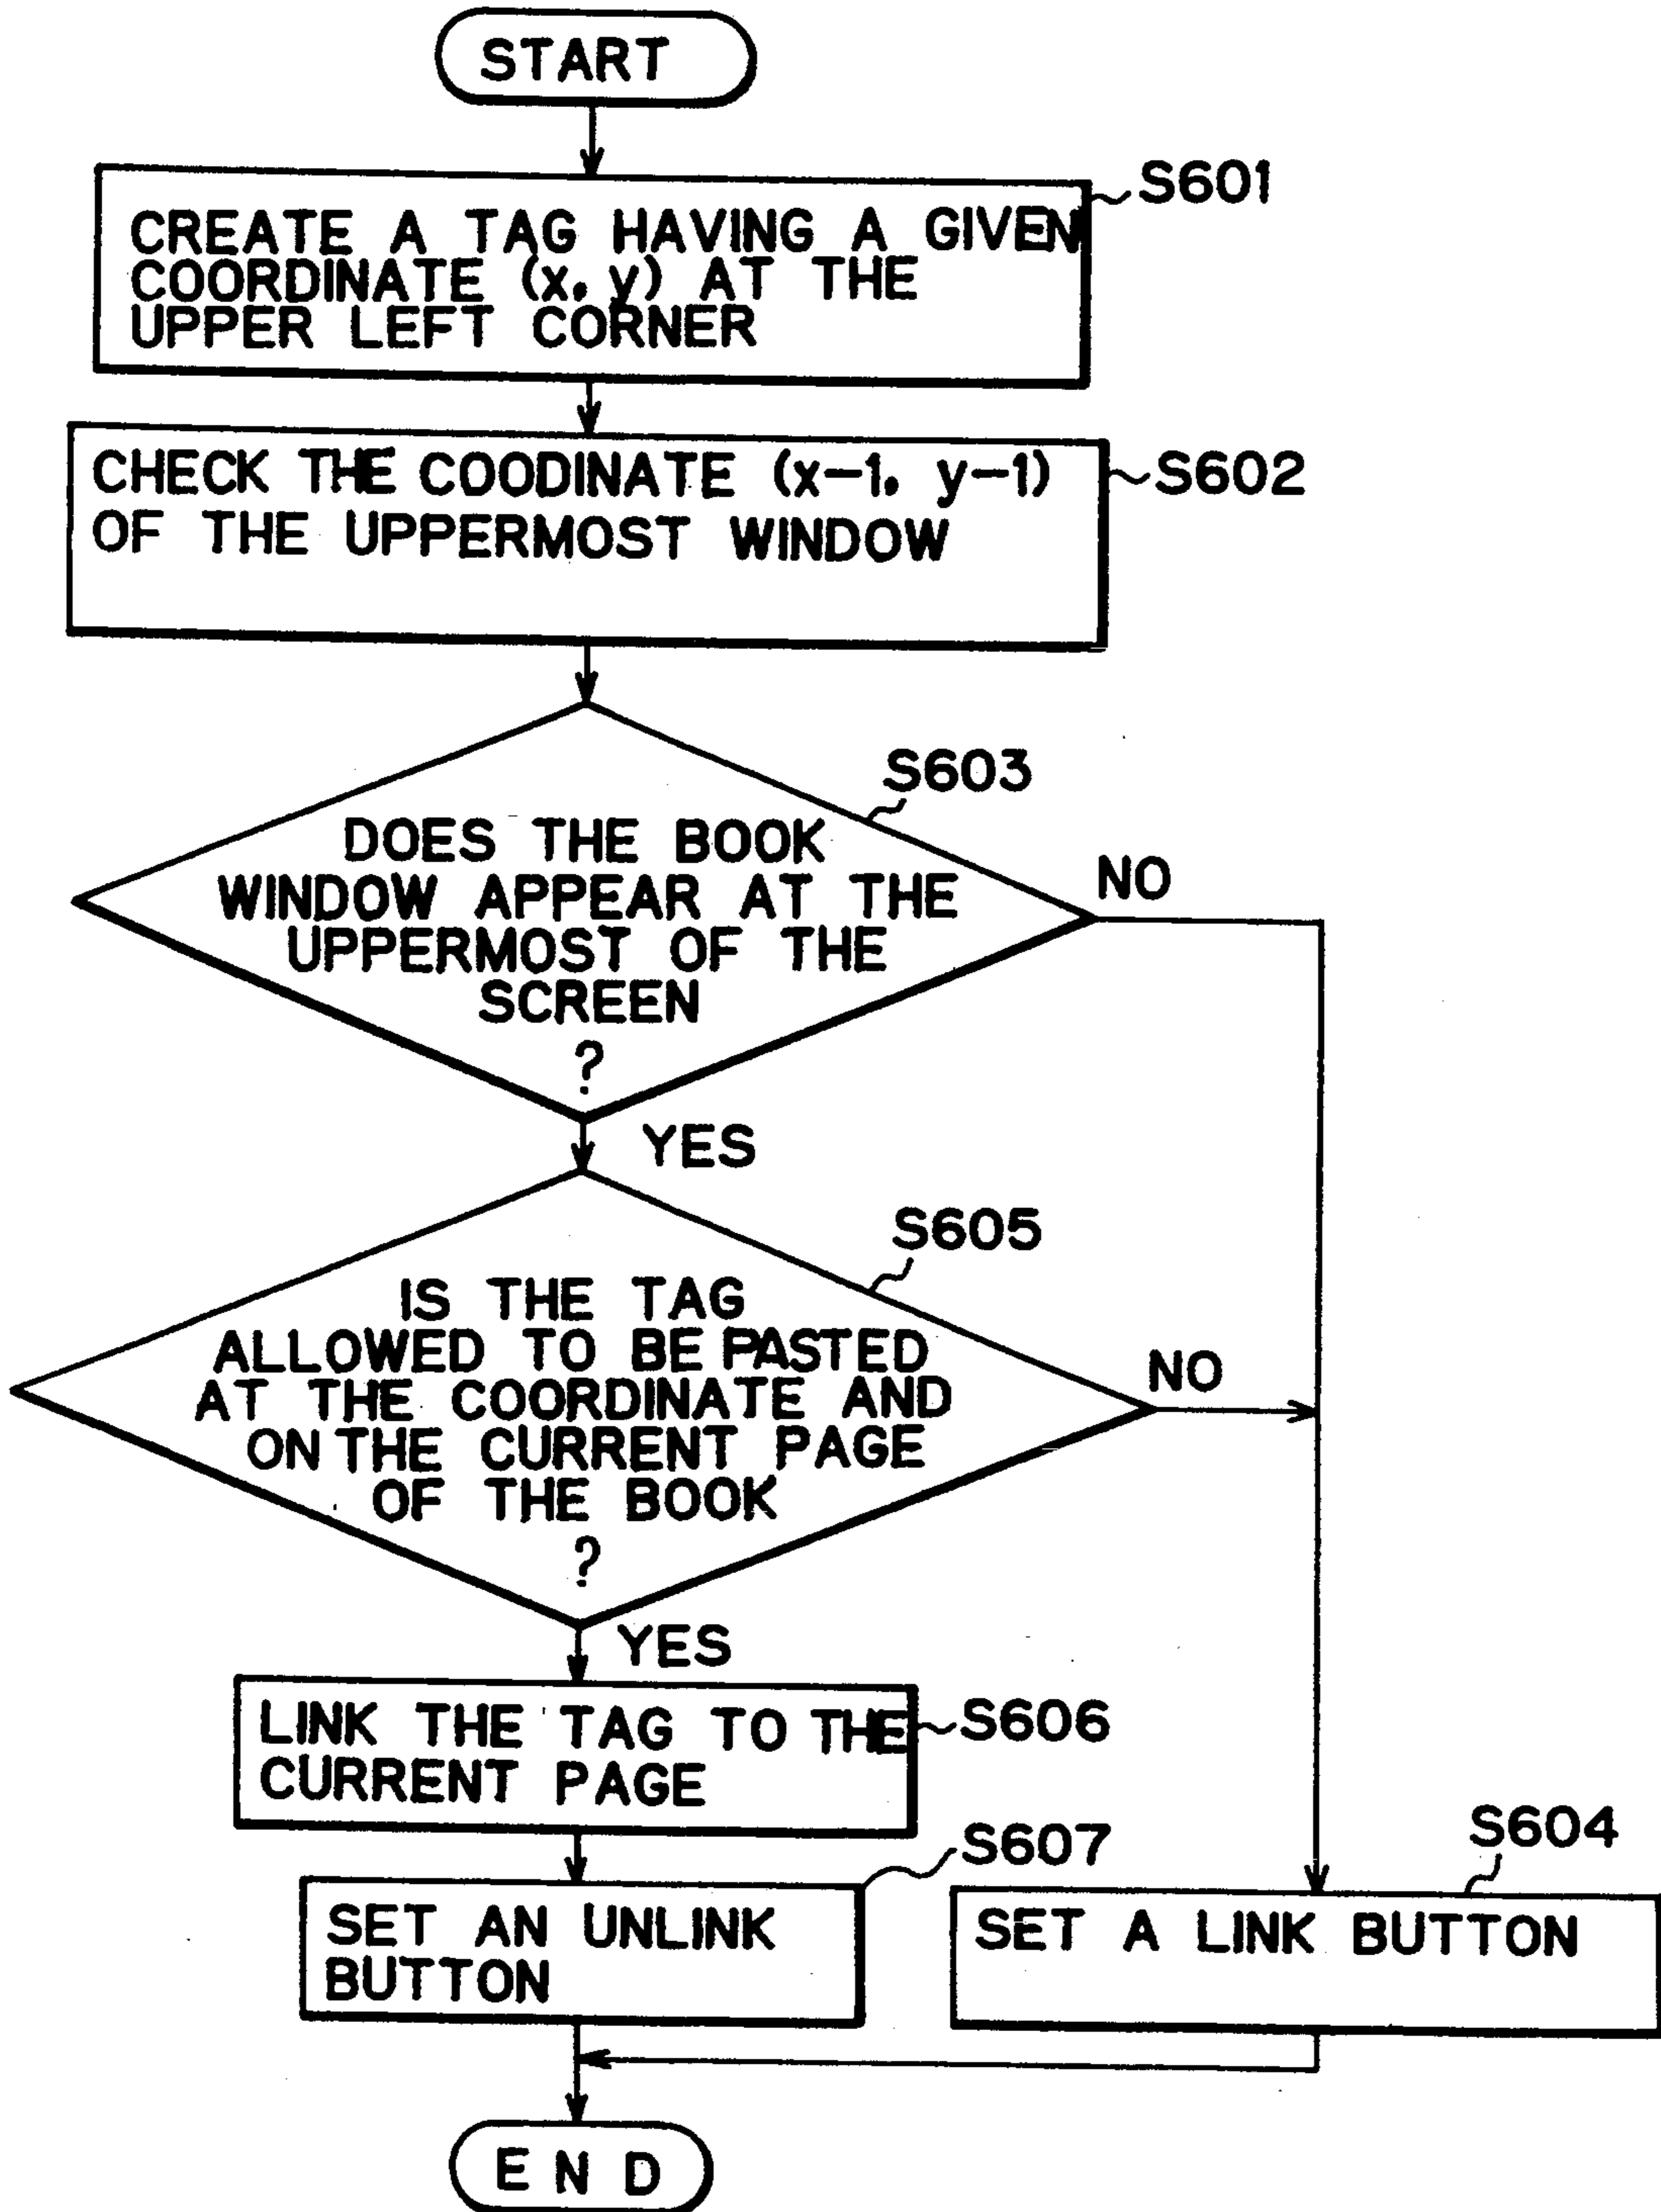 START
S601
CREATE A TAG HAVING A GIVEN
COORDINATE (x, y) AT THE
UPPER LEFT CORNER
S602
CHECK THE COODINATE (x-1, y-1)
OF THE UPPERMOST WINDOW
S603
DOES THE BOOK
WINDOW APPEAR AT THE
UPPERMOST OF THE
SCREEN
?
NO
YES
S605
IS THE TAG
ALLOWED TO BE PASTED
AT THE COORDINATE AND
ON THE CURRENT PAGE
OF THE BOOK
?
NO
YES
S606
LINK THE TAG TO THE
CURRENT PAGE
S607
SET AN UNLINK
BUTTON
S604
SET A LINK BUTTON
END